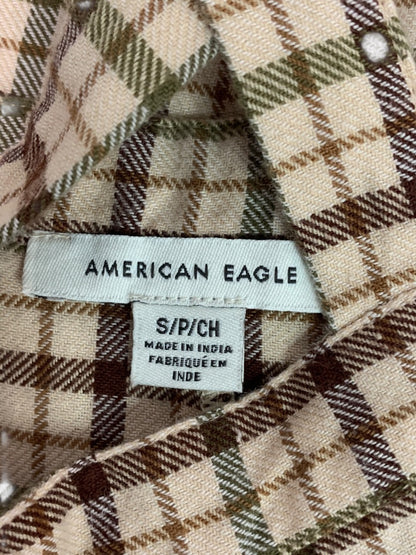 AMERICAN EAGLE
S/P/CH
MADE IN INDIA
FABRIQUÉ EN
INDE